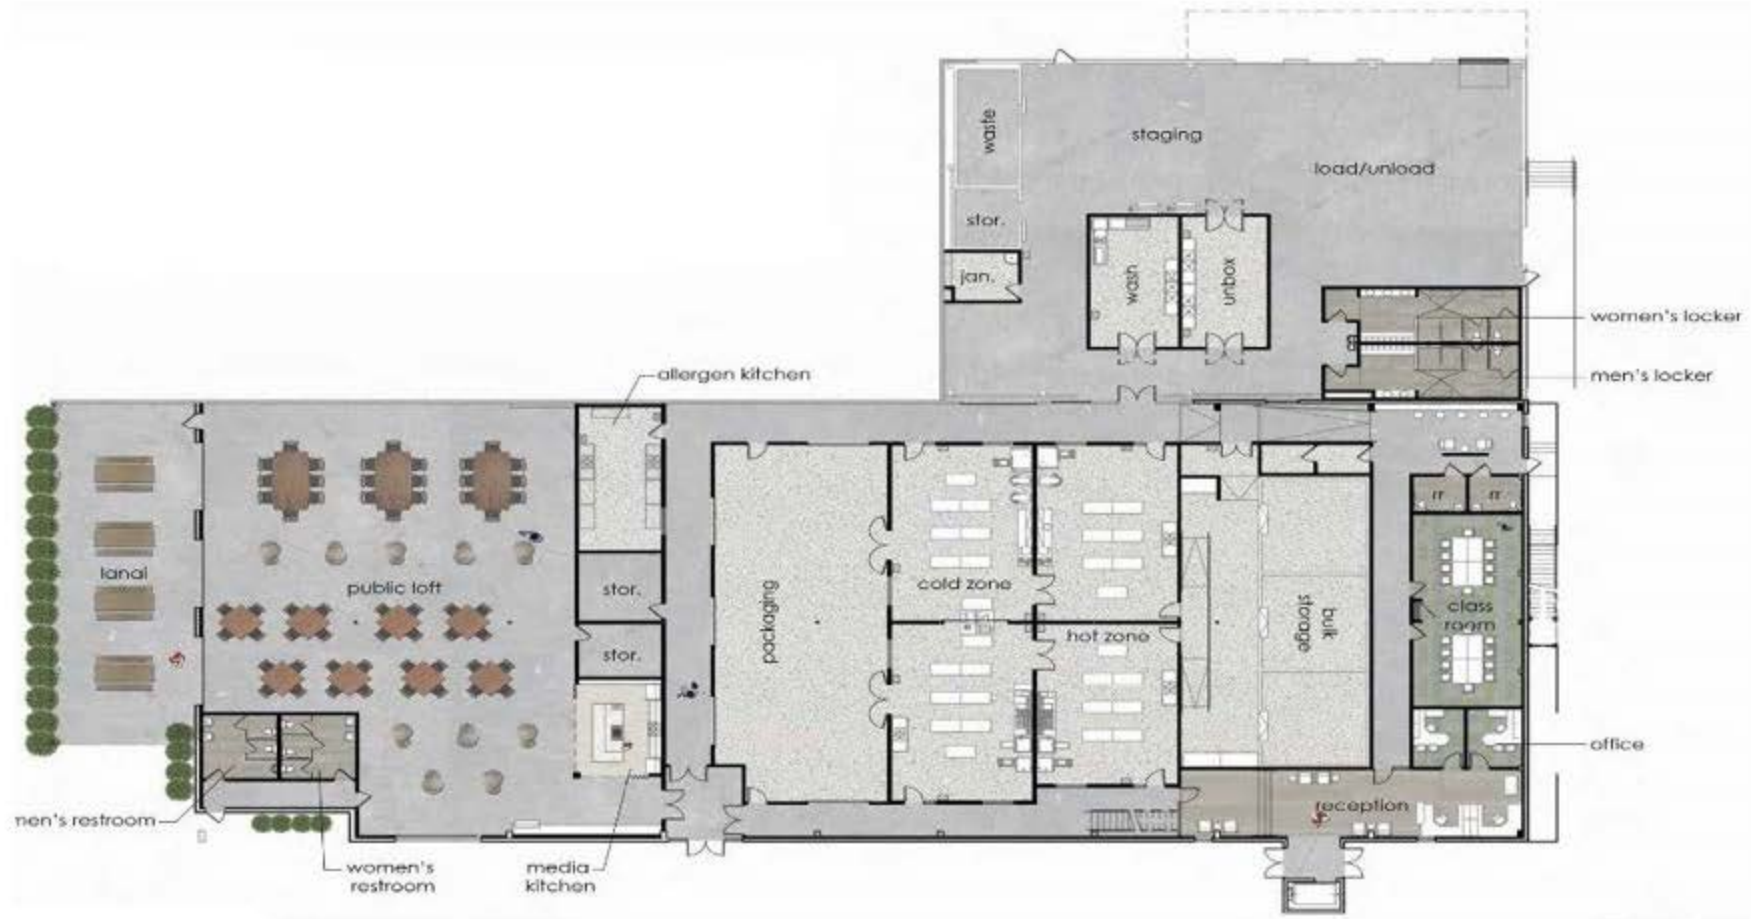 waste
staging
load/unload
stor.
jan.
wash
unbox
women's locker
men's locker
allergen kitchen
rr
rr
lanai
public loft
stor.
cold zone
packaging
hot zone
bulk
storage
class
room
stor.
office
reception
men's restroom
women's
restroom
media
kitchen